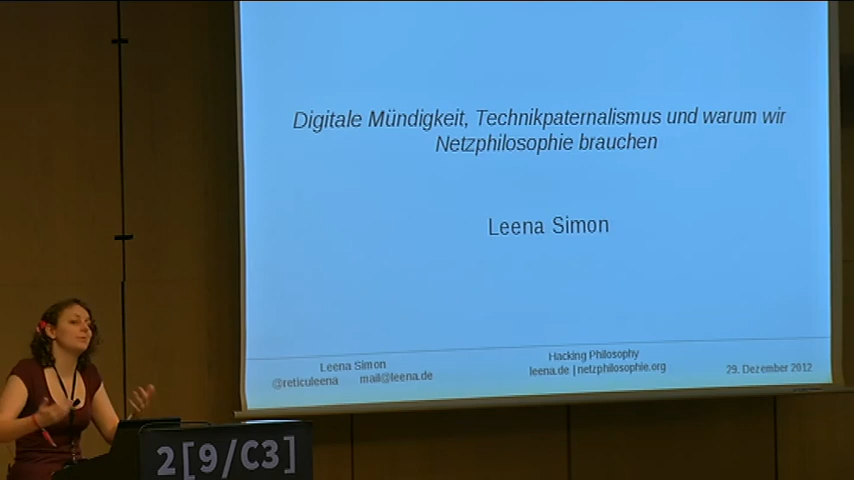 Digitale Mündigkeit, Technikpaternalismus und warum wir
Netzphilosophie brauchen
Leena Simon
Leena Simon
@reticuleena mail@leena.de
Hacking Philosophy
leena.de | netzphilosophie.org
29. Dezember 2012
2[9/C3]